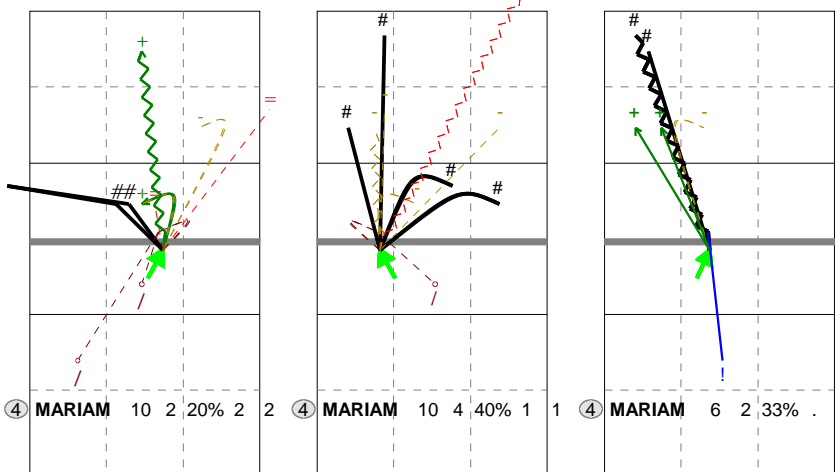 + = - ## + = /
/
# # - - # #
/
# # + + - !
4 MARIAM 10 2 20% 2 2
4 MARIAM 10 4 40% 1 1
4 MARIAM 6 2 33% .